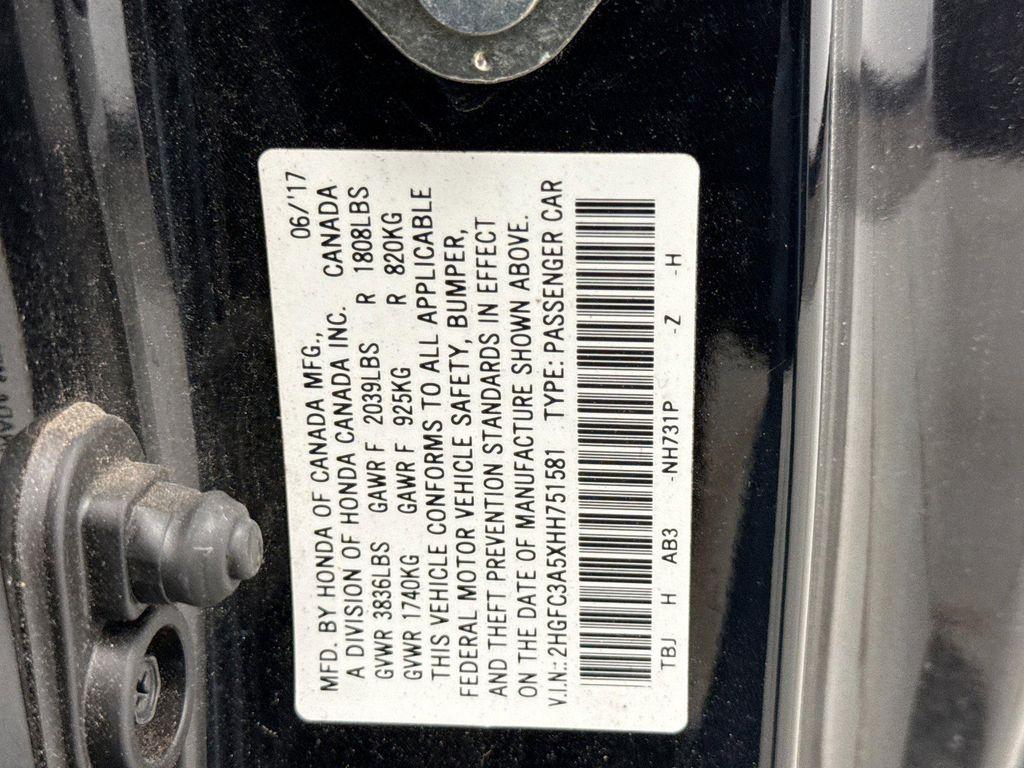 MFD. BY HONDA OF CANADA MFG., 06/'17
A DIVISION OF HONDA CANADA INC. CANADA
GVWR 3836LBS GAWR F 2039LBS R 1808LBS
GVWR 1740KG GAWR F 925KG R 820KG
THIS VEHICLE CONFORMS TO ALL APPLICABLE
FEDERAL MOTOR VEHICLE SAFETY, BUMPER,
AND THEFT PREVENTION STANDARDS IN EFFECT
ON THE DATE OF MANUFACTURE SHOWN ABOVE.
V.I.N.: 2HGFC3A5XHH751581 TYPE: PASSENGER CAR
TBJ H AB3 -NH731P -Z -H